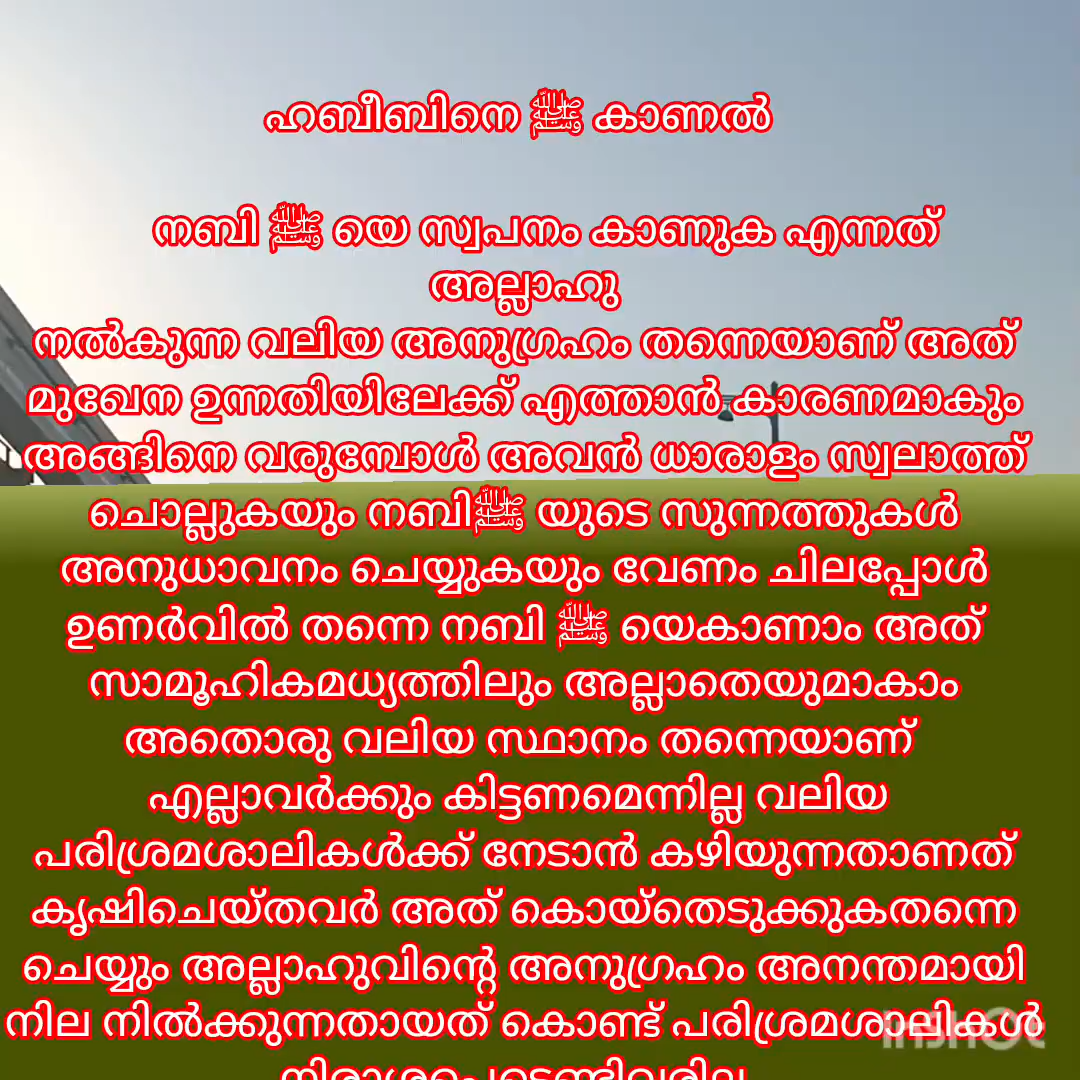 ഹബീബിനെ ﷺ കാണൽ
നബി ﷺ യെ സ്വപനം കാണുക എന്നത്
അല്ലാഹു
നൽകുന്ന വലിയ അനുഗ്രഹം തന്നെയാണ് അത്
മുഖേന ഉന്നതിയിലേക്ക് എത്താൻ കാരണമാകും
അങ്ങിനെ വരുമ്പോൾ അവൻ ധാരാളം സ്വലാത്ത്
ചൊല്ലുകയും നബിﷺ യുടെ സുന്നത്തുകൾ
അനുധാവനം ചെയ്യുകയും വേണം ചിലപ്പോൾ
ഉണർവിൽ തന്നെ നബി ﷺ യെകാണാം അത്
സാമൂഹികമധ്യത്തിലും അല്ലാതെയുമാകാം
അതൊരു വലിയ സ്ഥാനം തന്നെയാണ്
എല്ലാവർക്കും കിട്ടണമെന്നില്ല വലിയ
പരിശ്രമശാലികൾക്ക് നേടാൻ കഴിയുന്നതാണത്
കൃഷിചെയ്തവർ അത് കൊയ്തെടുക്കുകതന്നെ
ചെയ്യും അല്ലാഹുവിന്റെ അനുഗ്രഹം അനന്തമായി
നില നിൽക്കുന്നതായത് കൊണ്ട് പരിശ്രമശാലികൾ
InShOt